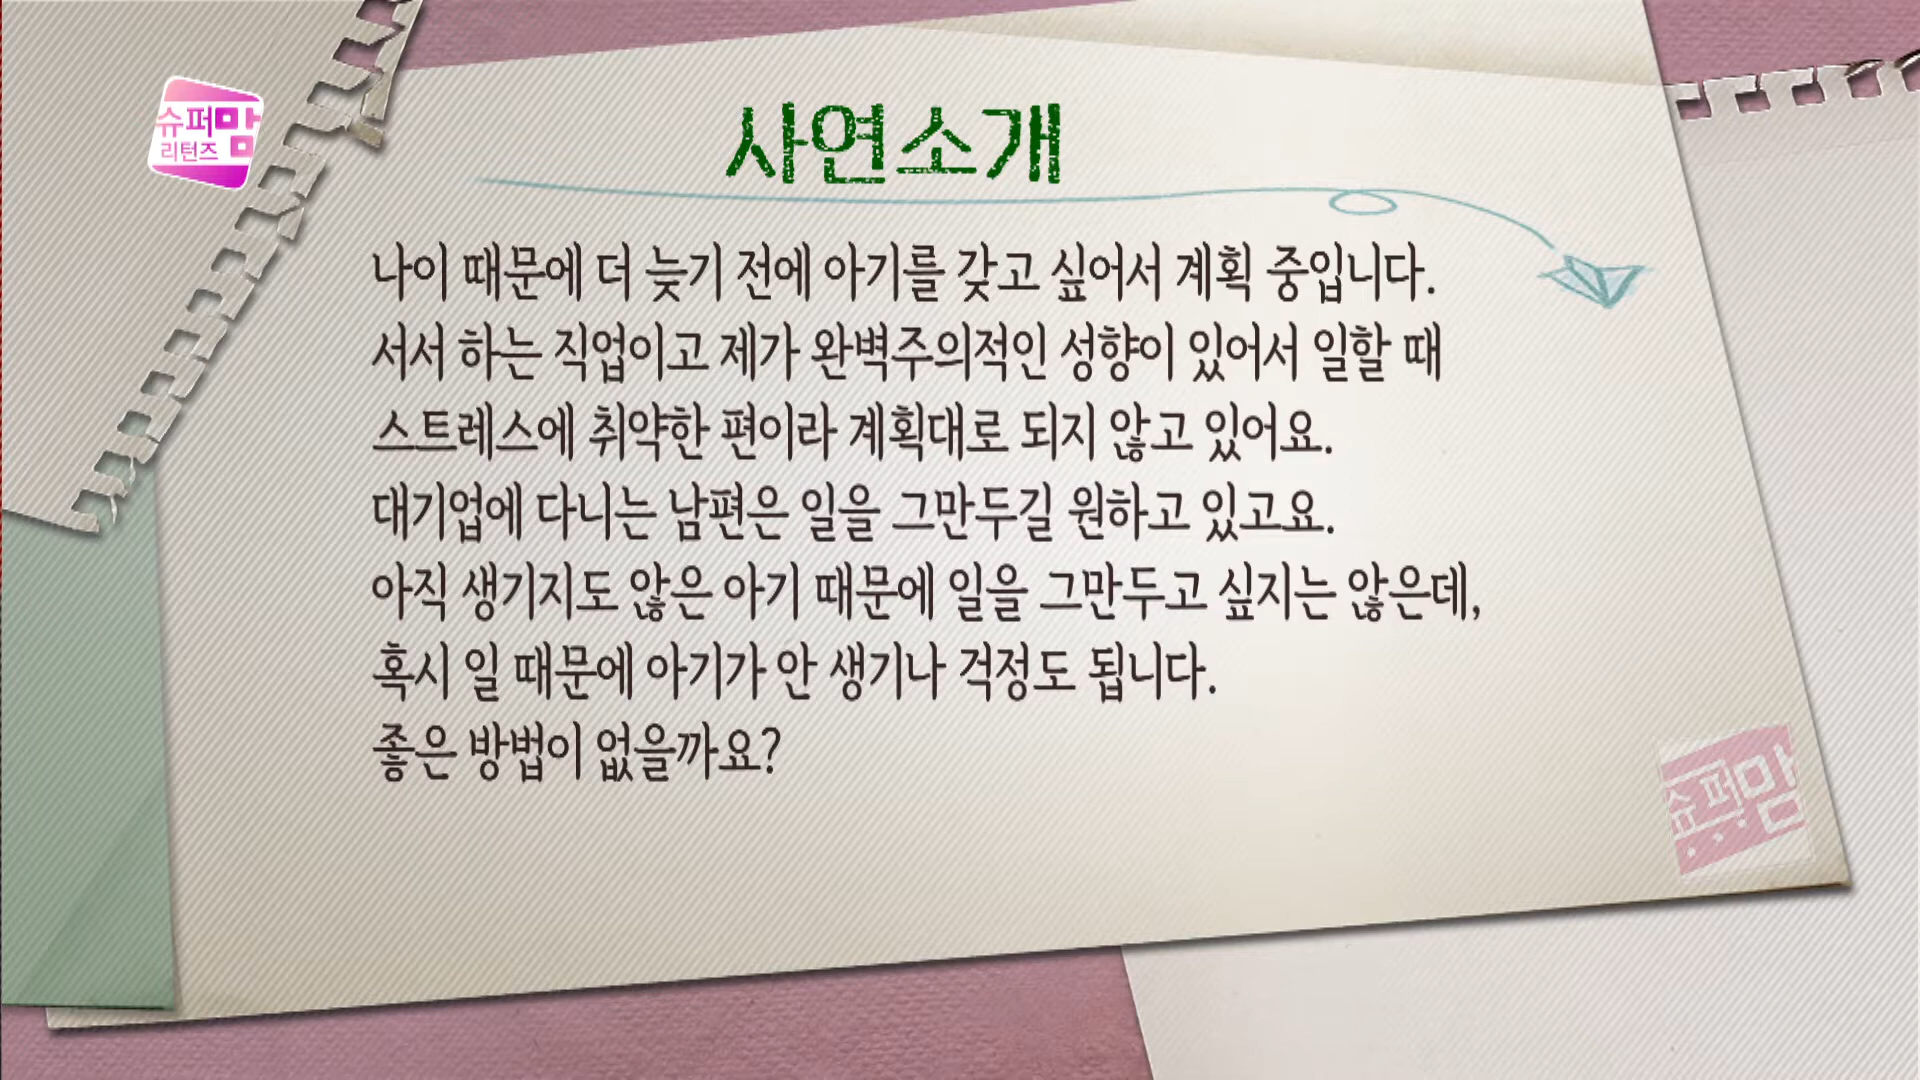 슈퍼맘
리턴즈
사연소개
나이 때문에 더 늦기 전에 아기를 갖고 싶어서 계획 중입니다.
서서 하는 직업이고 제가 완벽주의적인 성향이 있어서 일할 때
스트레스에 취약한 편이라 계획대로 되지 않고 있어요.
대기업에 다니는 남편은 일을 그만두길 원하고 있고요.
아직 생기지도 않은 아기 때문에 일을 그만두고 싶지는 않은데,
혹시 일 때문에 아기가 안 생기나 걱정도 됩니다.
좋은 방법이 없을까요?
슈퍼맘